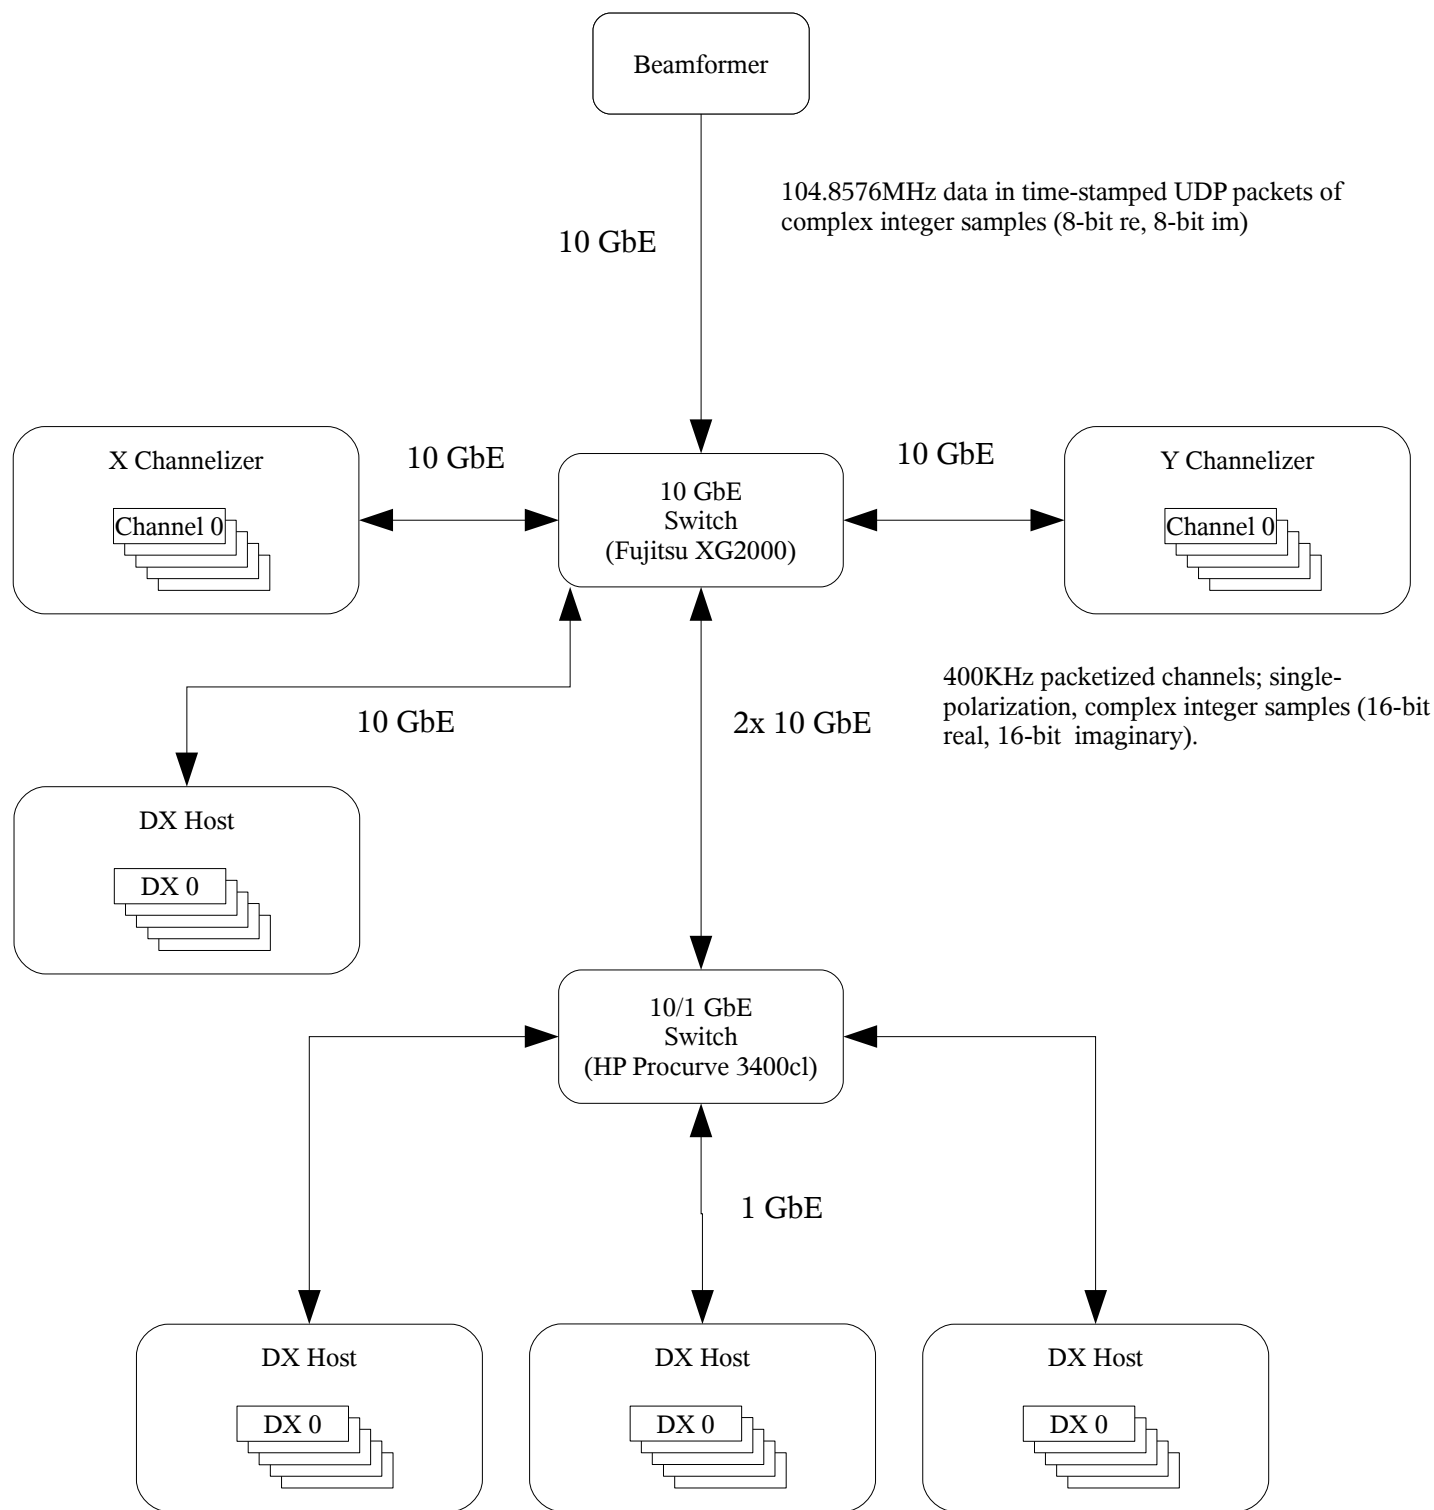 Beamformer
104.8576MHz data in time-stamped UDP packets of
complex integer samples (8-bit re, 8-bit im)
10 GbE
X Channelizer
Channel 0
10 GbE
10 GbE
Switch
(Fujitsu XG2000)
10 GbE
Y Channelizer
Channel 0
400KHz packetized channels; single-
polarization, complex integer samples (16-bit
real, 16-bit  imaginary).
10 GbE
2x 10 GbE
DX Host
DX 0
10/1 GbE
Switch
(HP Procurve 3400cl)
1 GbE
DX Host
DX 0
DX Host
DX 0
DX Host
DX 0